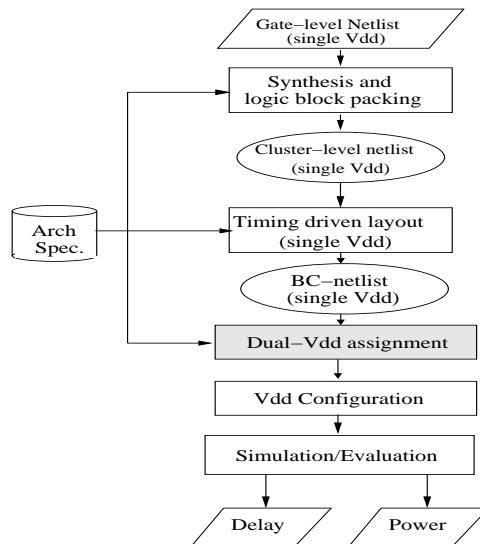 Gate-level Netlist
(single Vdd)
Synthesis and
logic block packing
Cluster-level netlist
(single Vdd)
Arch
Spec.
Timing driven layout
(single Vdd)
BC-netlist
(single Vdd)
Dual-Vdd assignment
Vdd Configuration
Simulation/Evaluation
Delay
Power